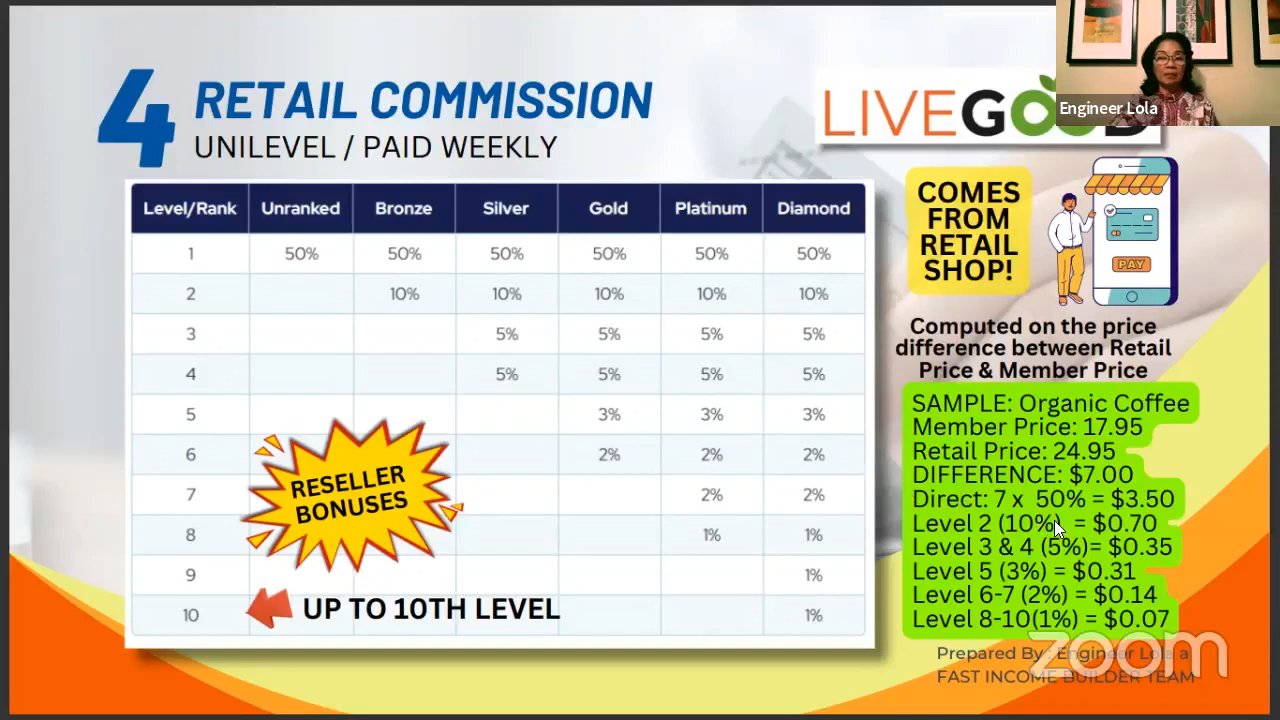 4 RETAIL COMMISSION
UNILEVEL / PAID WEEKLY
LIVEGOOD
Engineer Lola
Level/Rank Unranked Bronze Silver Gold Platinum Diamond
1 50% 50% 50% 50% 50% 50%
2 10% 10% 10% 10% 10%
3 5% 5% 5% 5%
4 5% 5% 5% 5%
5 3% 3% 3%
6 2% 2% 2%
7 2% 2%
8 1% 1%
9 1%
10 1%
RESELLER
BONUSES
UP TO 10TH LEVEL
COMES
FROM
RETAIL
SHOP!
PAY
Computed on the price
difference between Retail
Price & Member Price
SAMPLE: Organic Coffee
Member Price: 17.95
Retail Price: 24.95
DIFFERENCE: $7.00
Direct: 7 x 50% = $3.50
Level 2 (10%) = $0.70
Level 3 & 4 (5%)= $0.35
Level 5 (3%) = $0.31
Level 6-7 (2%) = $0.14
Level 8-10(1%) = $0.07
Prepared By : Engineer Lola a
FAST INCOME BUILDER TEAM
zoom